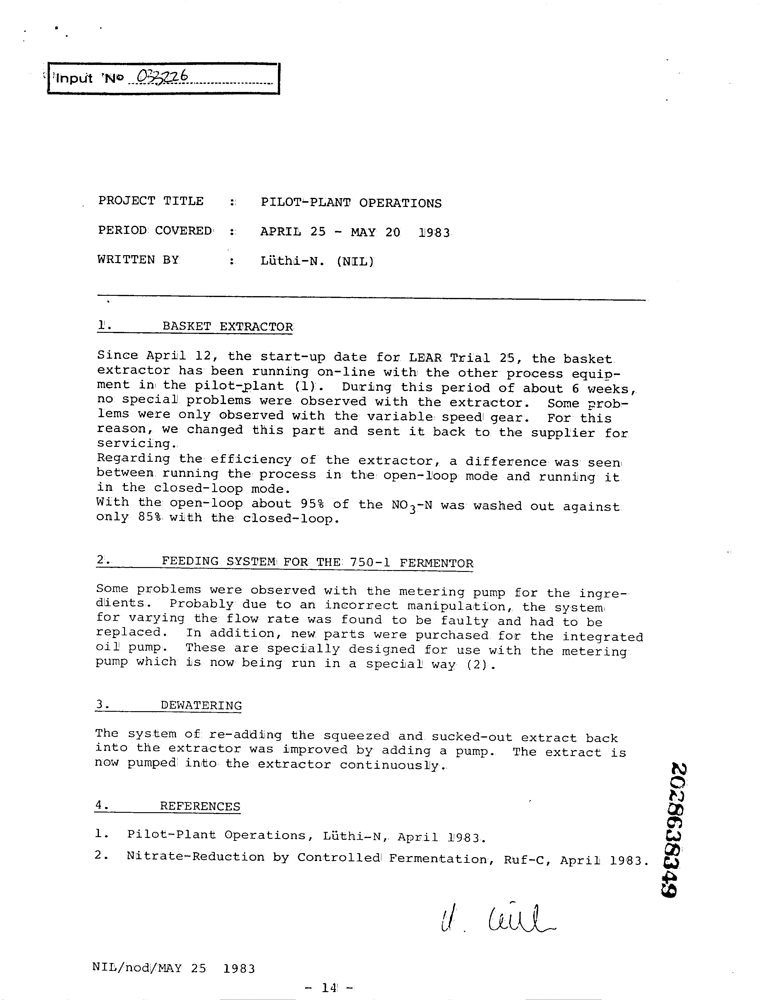 Input No 033226
PROJECT TITLE : PILOT-PLANT OPERATIONS
PERIOD COVERED : APRIL 25 - MAY 20 1983
WRITTEN BY : Lüthi-N. (NIL)
1. BASKET EXTRACTOR
Since April 12, the start-up date for LEAR Trial 25, the basket
extractor has been running on-line with the other process equip-
ment in the pilot-plant (1). During this period of about 6 weeks,
no special problems were observed with the extractor. Some prob-
lems were only observed with the variable speed gear. For this
reason, we changed this part and sent it back to the supplier for
servicing.
Regarding the efficiency of the extractor, a difference was seen
between running the process in the open-loop mode and running it
in the closed-loop mode.
With the open-loop about 95% of the NO3-N was washed out against
only 85% with the closed-loop.
2. FEEDING SYSTEM FOR THE 750-l FERMENTOR
Some problems were observed with the metering pump for the ingre-
dients. Probably due to an incorrect manipulation, the system
for varying the flow rate was found to be faulty and had to be
replaced. In addition, new parts were purchased for the integrated
oil pump. These are specially designed for use with the metering
pump which is now being run in a special way (2).
3. DEWATERING
The system of re-adding the squeezed and sucked-out extract back
into the extractor was improved by adding a pump. The extract is
now pumped into the extractor continuously.
4. REFERENCES
1. Pilot-Plant Operations, Lüthi-N, April 1983.
2. Nitrate-Reduction by Controlled Fermentation, Ruf-C, April 1983.
2028638349
NIL/nod/MAY 25 1983
- 14 -